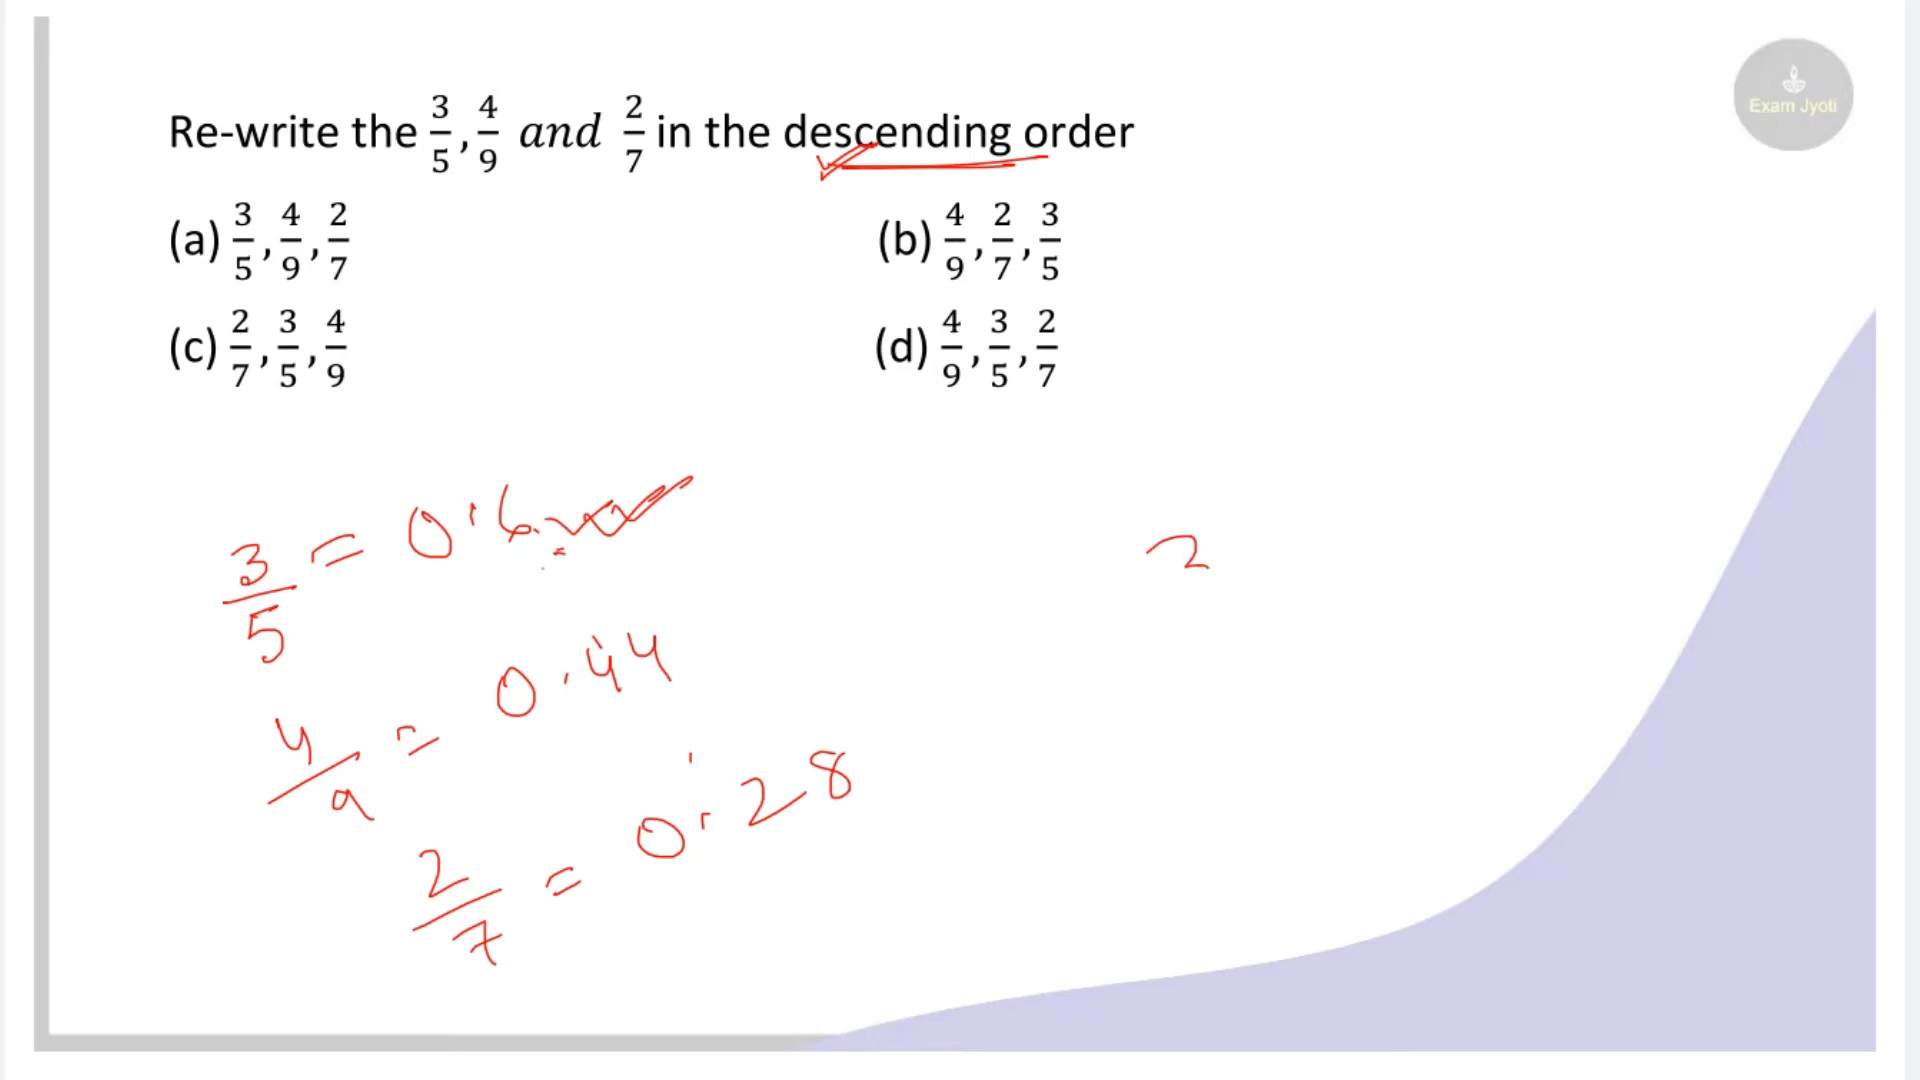 Exam Jyoti
Re-write the 3/5, 4/9 and 2/7 in the descending order
(a) 3/5, 4/9, 2/7
(b) 4/9, 2/7, 3/5
(c) 2/7, 3/5, 4/9
(d) 4/9, 3/5, 2/7
3/5 = 0.6
2
4/9 = 0.44
2/7 = 0.28